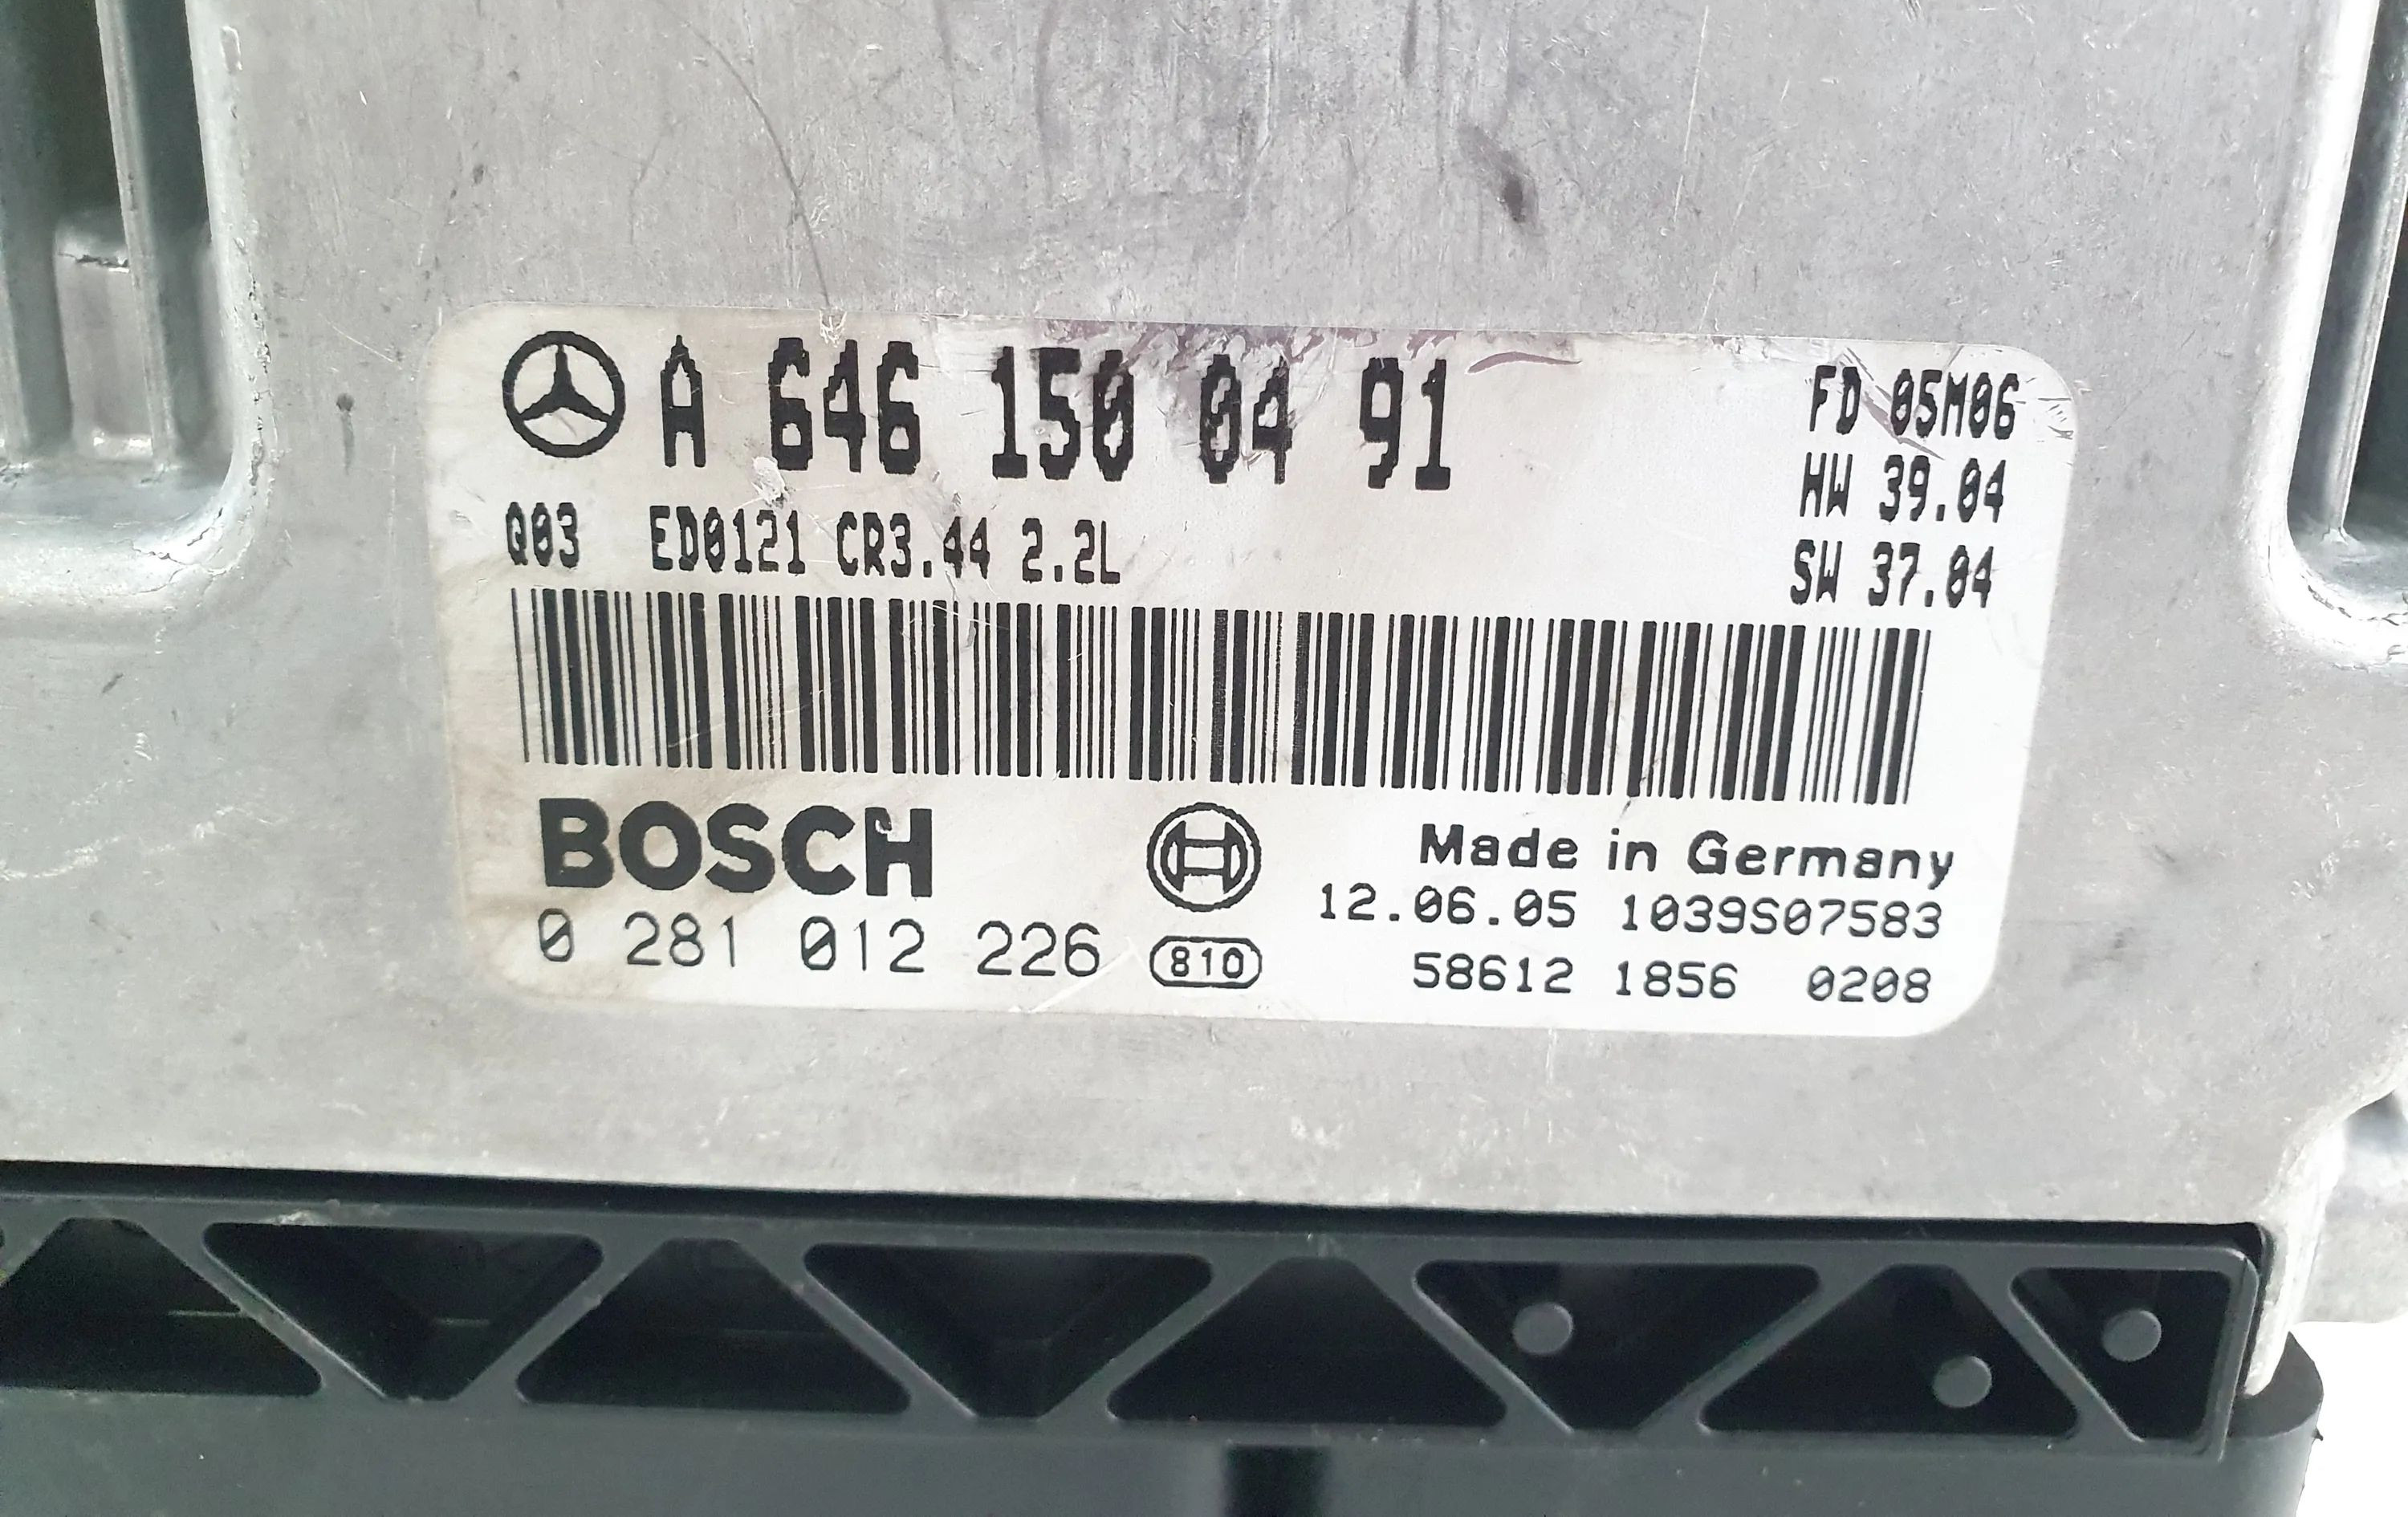 A 646 150 04 91
FD 05M06
HW 39.04
SW 37.04
Q03 ED0121 CR3.44 2.2L
BOSCH
0 281 012 226
810
Made in Germany
12.06.05 1039S07583
58612 1856 0208